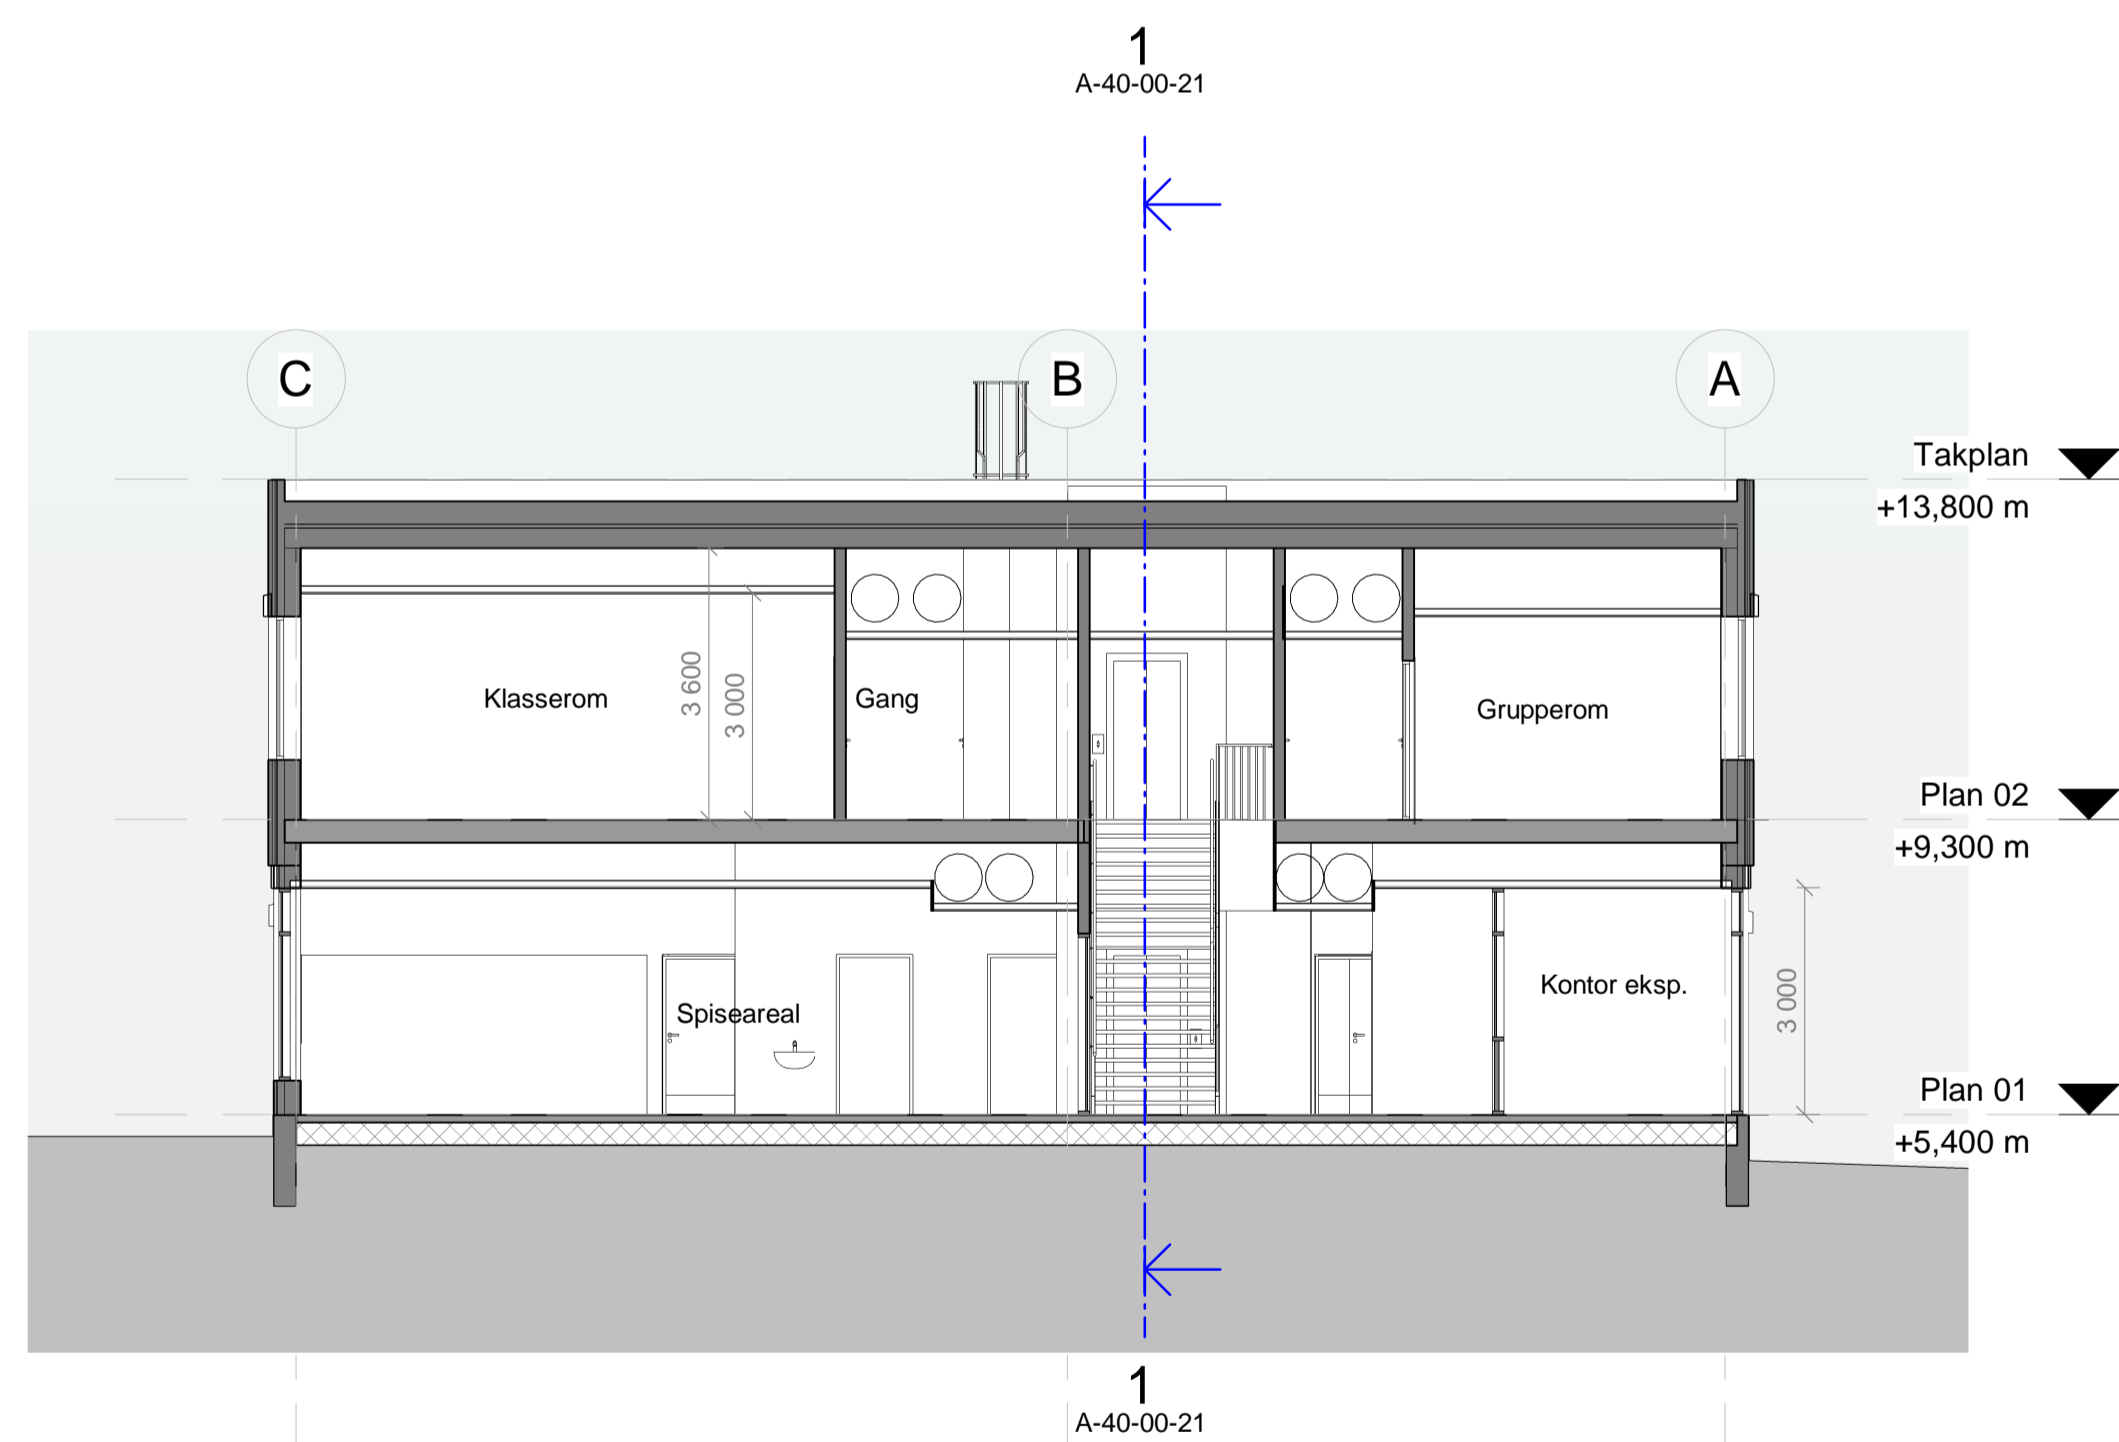 1
A-40-00-21
C
B
A
Takplan
+13,800 m
Klasserom
3 600
3 000
Gang
Grupperom
Plan 02
+9,300 m
Spiseareal
Kontor eksp.
3 000
Plan 01
+5,400 m
1
A-40-00-21